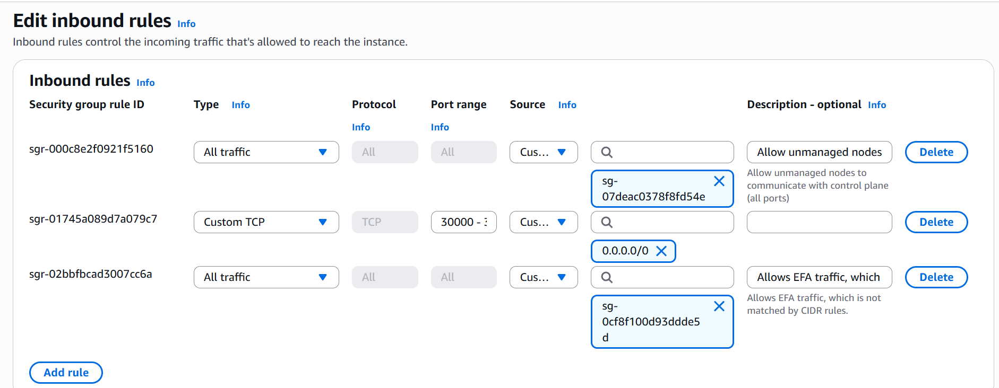 Edit inbound rules Info
Inbound rules control the incoming traffic that's allowed to reach the instance.
Inbound rules Info
Security group rule ID Type Info Protocol Port range Source Info Description - optional Info
Info Info
sgr-000c8e2f0921f5160 All traffic All All Cus... Allow unmanaged nodes Delete
Allow unmanaged nodes to
communicate with control plane
(all ports)
sg-
07deac0378f8fd54e
sgr-01745a089d7a079c7 Custom TCP TCP 30000 - Cus... Delete
0.0.0.0/0
sgr-02bbfbcad3007cc6a All traffic All All Cus... Allows EFA traffic, which Delete
Allows EFA traffic, which is not
matched by CIDR rules.
sg-
0cf8f100d93ddde5
d
Add rule